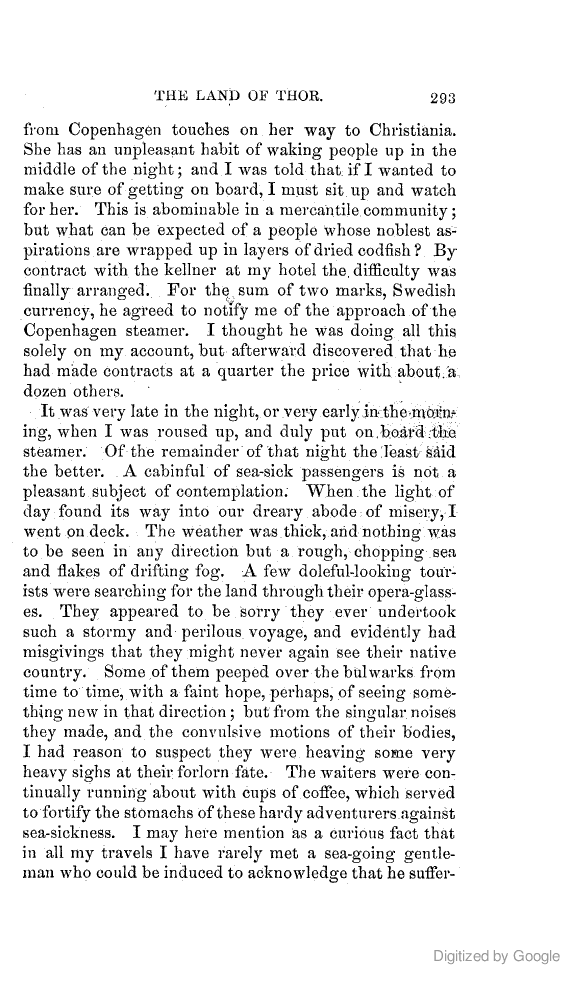 THE LAND OF THOR. 293
from Copenhagen touches on her way to Christiania.
She has an unpleasant habit of waking people up in the
middle of the night; and I was told that if I wanted to
make sure of getting on board, I must sit up and watch
for her. This is abominable in a mercantile community;
but what can be expected of a people whose noblest as-
pirations are wrapped up in layers of dried codfish? By
contract with the kellner at my hotel the difficulty was
finally arranged. For the sum of two marks, Swedish
currency, he agreed to notify me of the approach of the
Copenhagen steamer. I thought he was doing all this
solely on my account, but afterward discovered that he
had made contracts at a quarter the price with about a
dozen others.
It was very late in the night, or very early in the morn-
ing, when I was roused up, and duly put on board the
steamer. Of the remainder of that night the least said
the better. A cabinful of sea-sick passengers is not a
pleasant subject of contemplation. When the light of
day found its way into our dreary abode of misery, I
went on deck. The weather was thick, and nothing was
to be seen in any direction but a rough, chopping sea
and flakes of drifting fog. A few doleful-looking tour-
ists were searching for the land through their opera-glass-
es. They appeared to be sorry they ever undertook
such a stormy and perilous voyage, and evidently had
misgivings that they might never again see their native
country. Some of them peeped over the bulwarks from
time to time, with a faint hope, perhaps, of seeing some-
thing new in that direction; but from the singular noises
they made, and the convulsive motions of their bodies,
I had reason to suspect they were heaving some very
heavy sighs at their forlorn fate. The waiters were con-
tinually running about with cups of coffee, which served
to fortify the stomachs of these hardy adventurers against
sea-sickness. I may here mention as a curious fact that
in all my travels I have rarely met a sea-going gentle-
man who could be induced to acknowledge that he suffer-
Digitized by Google